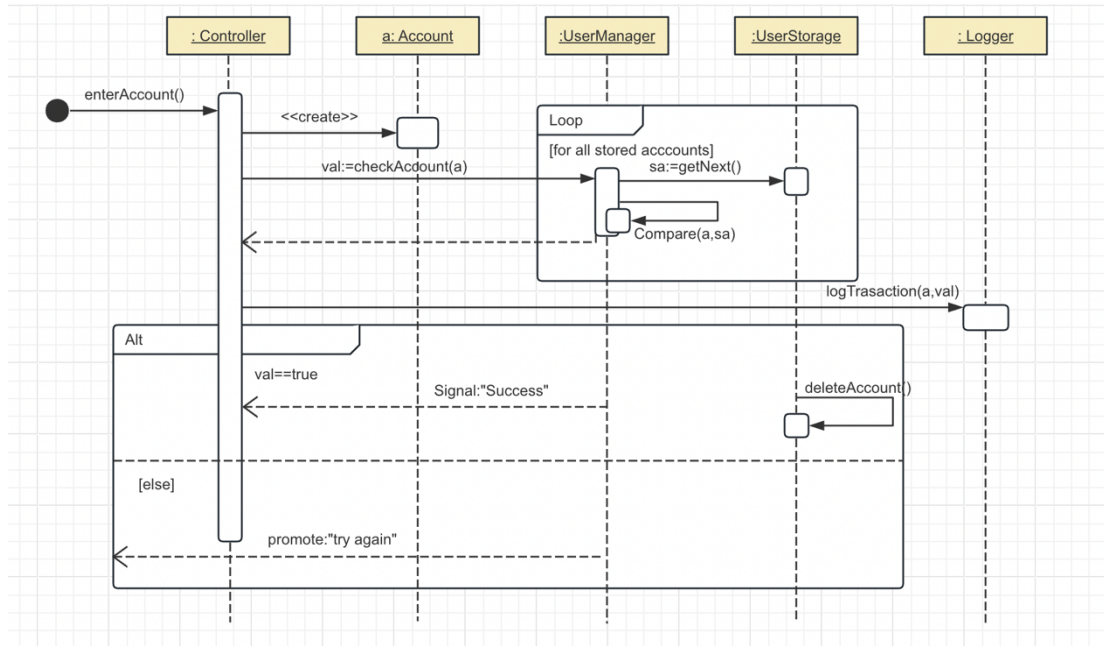 : Controller
a: Account
:UserManager
:UserStorage
: Logger
enterAccount()
<<create>>
Loop
[for all stored acccounts]
val:=checkAccount(a)
sa:=getNext()
Compare(a,sa)
logTrasaction(a,val)
Alt
val==true
Signal:"Success"
deleteAccount()
[else]
promote:"try again"